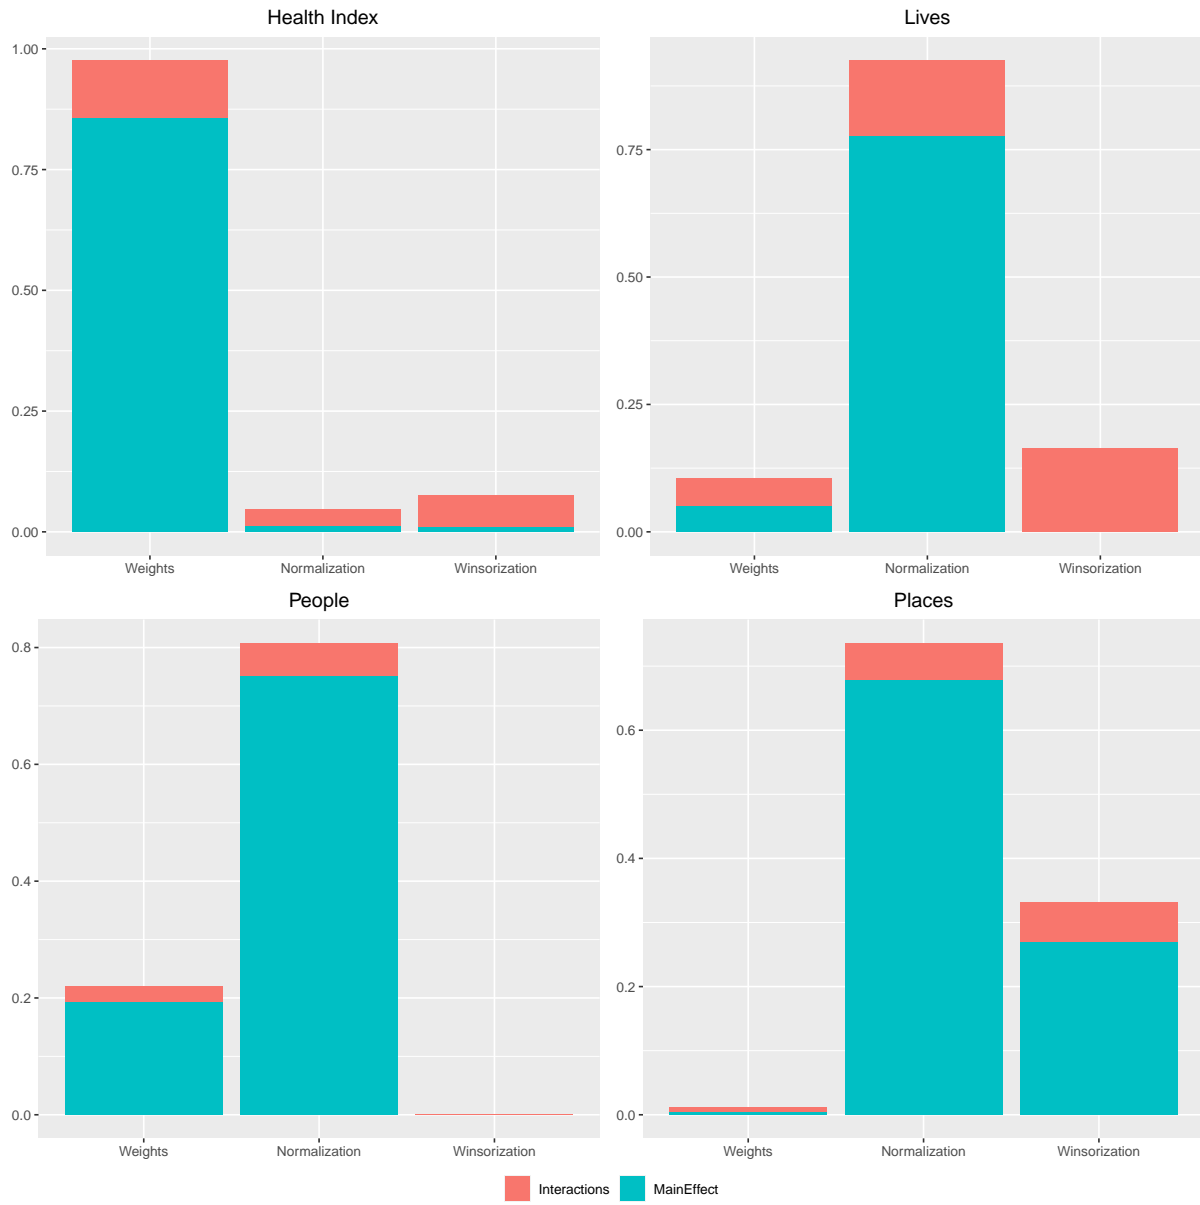 Health Index
1.00
0.75
0.50
0.25
0.00
Weights Normalization Winsorization
Lives
0.75
0.50
0.25
0.00
Weights Normalization Winsorization
People
0.8
0.6
0.4
0.2
0.0
Weights Normalization Winsorization
Places
0.6
0.4
0.2
0.0
Weights Normalization Winsorization
Interactions MainEffect